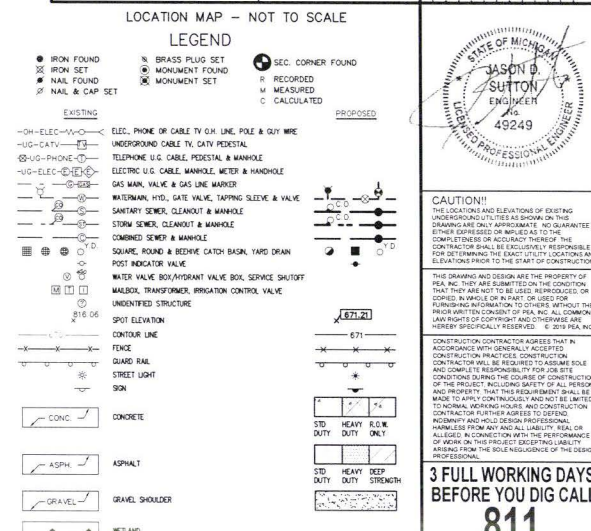 LOCATION MAP - NOT TO SCALE
LEGEND
IRON FOUND
IRON SET
NAIL FOUND
NAIL & CAP SET
BRASS PLUG SET
MONUMENT FOUND
MONUMENT SET
SEC. CORNER FOUND
R RECORDED
M MEASURED
C CALCULATED
EXISTING
PROPOSED
-OH-ELEC- ELEC., PHONE OR CABLE TV O.H. LINE, POLE & GUY WIRE
-UG-CATV- TV UNDERGROUND CABLE TV, CATV PEDESTAL
-UG-PHONE- T TELEPHONE U.G. CABLE, PEDESTAL & MANHOLE
-UG-ELEC- E E E ELECTRIC U.G. CABLE, MANHOLE, METER & HANDHOLE
G GAS GAS MAIN, VALVE & GAS LINE MARKER
W WATERMAIN, HYD., GATE VALVE, TAPPING SLEEVE & VALVE
S SANITARY SEWER, CLEANOUT & MANHOLE C.O.
ST STORM SEWER, CLEANOUT & MANHOLE C.O.
C COMBINED SEWER & MANHOLE
Y.D. SQUARE, ROUND & BEEHIVE CATCH BASIN, YARD DRAIN Y.D.
POST INDICATOR VALVE
WATER VALVE BOX/HYDRANT VALVE BOX, SERVICE SHUTOFF
M T I MAILBOX, TRANSFORMER, IRRIGATION CONTROL VALVE
? UNIDENTIFIED STRUCTURE
816.06 SPOT ELEVATION 671.21
CONTOUR LINE 671
FENCE
GUARD RAIL
STREET LIGHT
SIGN
CONC. CONCRETE
STD DUTY
HEAVY DUTY
R.O.W. ONLY
ASPH. ASPHALT
STD DUTY
HEAVY DUTY
DEEP STRENGTH
GRAVEL GRAVEL SHOULDER
WETLAND
STATE OF MICHIGAN
JASON D.
SUTTON
ENGINEER
No.
49249
LICENSED PROFESSIONAL ENGINEER
CAUTION!!
THE LOCATIONS AND ELEVATIONS OF EXISTING
UNDERGROUND UTILITIES AS SHOWN ON THIS
DRAWING ARE ONLY APPROXIMATE. NO GUARANTEE
EITHER EXPRESSED OR IMPLIED AS TO THE
COMPLETENESS OR ACCURACY THEREOF. THE
CONTRACTOR SHALL BE EXCLUSIVELY RESPONSIBLE
FOR DETERMINING THE EXACT UTILITY LOCATIONS AN
ELEVATIONS PRIOR TO THE START OF CONSTRUCTION
THIS DRAWING AND DESIGN ARE THE PROPERTY OF
PEA, INC. THEY ARE SUBMITTED ON THE CONDITION
THAT THEY ARE NOT TO BE USED, REPRODUCED, OR
COPIED, IN WHOLE OR IN PART, OR USED FOR
FURNISHING INFORMATION TO OTHERS, WITHOUT THE
PRIOR WRITTEN CONSENT OF PEA, INC. ALL COMMON
LAW RIGHTS OF COPYRIGHT AND OTHERWISE ARE
HEREBY SPECIFICALLY RESERVED. © 2019 PEA, INC
CONSTRUCTION CONTRACTOR AGREES THAT IN
ACCORDANCE WITH GENERALLY ACCEPTED
CONSTRUCTION PRACTICES, CONSTRUCTION
CONTRACTOR WILL BE REQUIRED TO ASSUME SOLE
AND COMPLETE RESPONSIBILITY FOR JOB SITE
CONDITIONS DURING THE COURSE OF CONSTRUCTION
OF THE PROJECT, INCLUDING SAFETY OF ALL PERSON
AND PROPERTY. THAT THIS REQUIREMENT SHALL BE
MADE TO APPLY CONTINUOUSLY AND NOT BE LIMITED
TO NORMAL WORKING HOURS, AND CONSTRUCTION
CONTRACTOR FURTHER AGREES TO DEFEND,
INDEMNIFY AND HOLD DESIGN PROFESSIONAL
HARMLESS FROM ANY AND ALL LIABILITY, REAL OR
ALLEGED, IN CONNECTION WITH THE PERFORMANCE
OF WORK ON THIS PROJECT EXCEPTING LIABILITY
ARISING FROM THE SOLE NEGLIGENCE OF THE DESIG
PROFESSIONAL.
3 FULL WORKING DAYS
BEFORE YOU DIG CALL
811